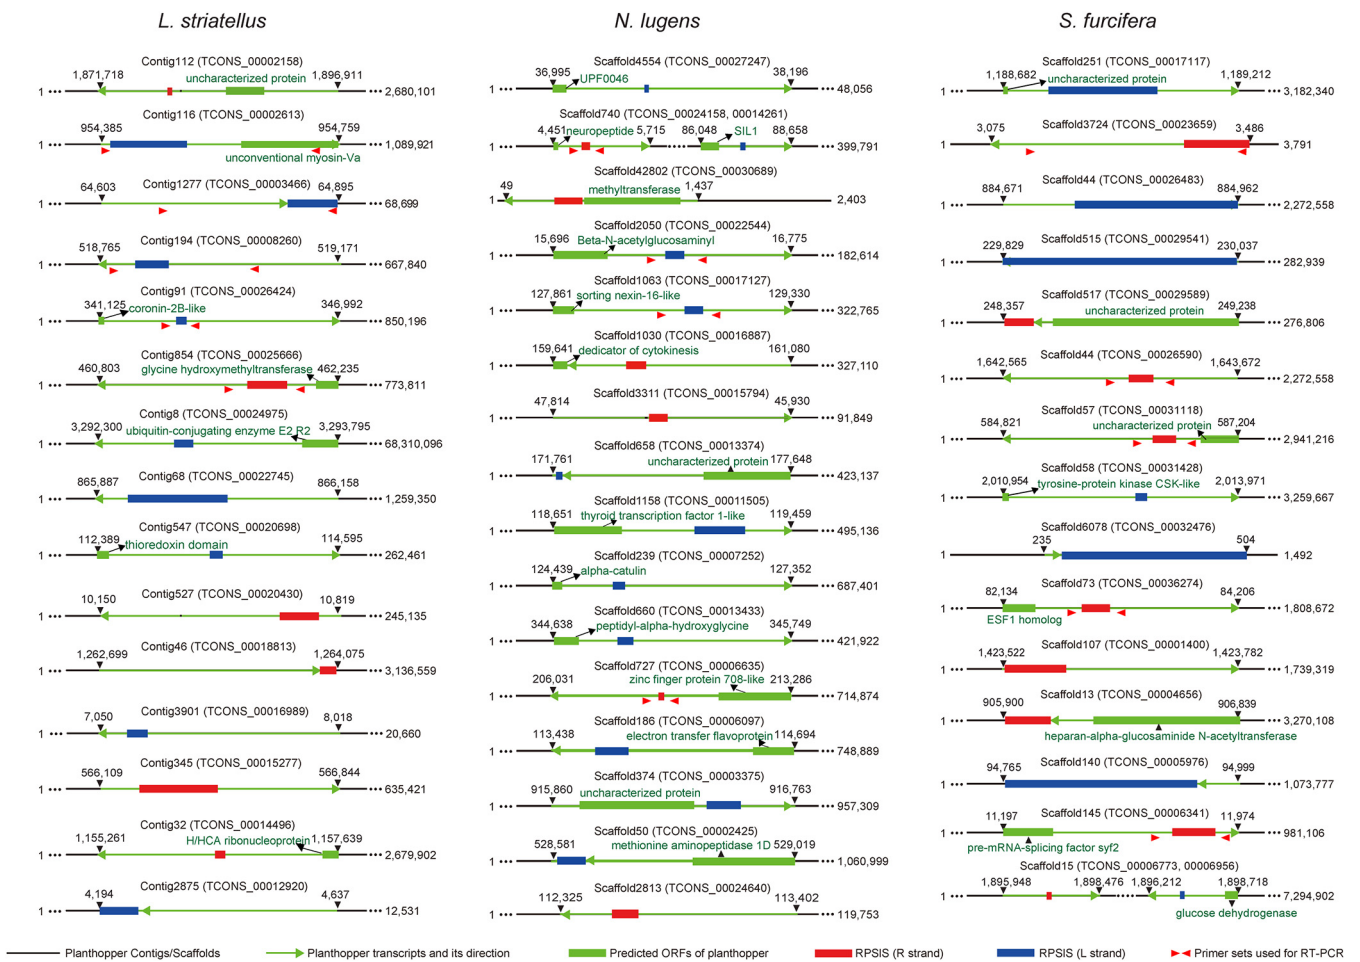 L. striatellus
Contig112 (TCONS_00002158)
1,871,718 uncharacterized protein 1,896,911
1 ••• ••• 2,680,101
Contig116 (TCONS_00002613)
954,385 954,759
1 ••• ••• 1,089,921
unconventional myosin-Va
Contig1277 (TCONS_00003466)
64,603 64,895
1 ••• ••• 68,699
Contig194 (TCONS_00008260)
518,765 519,171
1 ••• ••• 667,840
Contig91 (TCONS_00026424)
341,125 coronin-2B-like 346,992
1 ••• ••• 850,196
Contig854 (TCONS_00025666)
460,803 glycine hydroxymethyltransferase 462,235
1 ••• ••• 773,811
Contig8 (TCONS_00024975)
3,292,300 ubiquitin-conjugating enzyme E2 R2 3,293,795
1 ••• ••• 68,310,096
Contig68 (TCONS_00022745)
865,887 866,158
1 ••• ••• 1,259,350
Contig547 (TCONS_00020698)
112,389 thioredoxin domain 114,595
1 ••• ••• 262,461
Contig527 (TCONS_00020430)
10,150 10,819
1 ••• ••• 245,135
Contig46 (TCONS_00018813)
1,262,699 1,264,075
1 ••• ••• 3,136,559
Contig3901 (TCONS_00016989)
7,050 8,018
1 ••• ••• 20,660
Contig345 (TCONS_00015277)
566,109 566,844
1 ••• ••• 635,421
Contig32 (TCONS_00014496)
1,155,261 H/HCA ribonucleoprotein 1,157,639
1 ••• ••• 2,679,902
Contig2875 (TCONS_00012920)
4,194 4,637
1 ••• ••• 12,531
N. lugens
Scaffold4554 (TCONS_00027247)
36,995 UPF0046 38,196
1 ••• ••• 48,056
Scaffold740 (TCONS_00024158, 00014261)
4,451 neuropeptide 5,715 86,048 SIL1 88,658
1 ••• •••••• ••• 399,791
Scaffold42802 (TCONS_00030689)
49 methyltransferase 1,437
1 2,403
Scaffold2050 (TCONS_00022544)
15,696 Beta-N-acetylglucosaminyl 16,775
1 ••• ••• 182,614
Scaffold1063 (TCONS_00017127)
127,861 sorting nexin-16-like 129,330
1 ••• ••• 322,765
Scaffold1030 (TCONS_00016887)
159,641 dedicator of cytokinesis 161,080
1 ••• ••• 327,110
Scaffold3311 (TCONS_00015794)
47,814 45,930
1 ••• ••• 91,849
Scaffold658 (TCONS_00013374)
171,761 uncharacterized protein 177,648
1 ••• ••• 423,137
Scaffold1158 (TCONS_00011505)
118,651 thyroid transcription factor 1-like 119,459
1 ••• ••• 495,136
Scaffold239 (TCONS_00007252)
124,439 alpha-catulin 127,352
1 ••• ••• 687,401
Scaffold660 (TCONS_00013433)
344,638 peptidyl-alpha-hydroxyglycine 345,749
1 ••• ••• 421,922
Scaffold727 (TCONS_00006635)
206,031 zinc finger protein 708-like 213,286
1 ••• ••• 714,874
Scaffold186 (TCONS_00006097)
113,438 electron transfer flavoprotein 114,694
1 ••• ••• 748,889
Scaffold374 (TCONS_00003375)
915,860 uncharacterized protein 916,763
1 ••• ••• 957,309
Scaffold50 (TCONS_00002425)
528,581 methionine aminopeptidase 1D 529,019
1 ••• ••• 1,060,999
Scaffold2813 (TCONS_00024640)
112,325 113,402
1 ••• ••• 119,753
S. furcifera
Scaffold251 (TCONS_00017117)
1,188,682 uncharacterized protein 1,189,212
1 ••• ••• 3,182,340
Scaffold3724 (TCONS_00023659)
3,075 3,486
1 ••• 3,791
Scaffold44 (TCONS_00026483)
884,671 884,962
1 ••• ••• 2,272,558
Scaffold515 (TCONS_00029541)
229,829 230,037
1 ••• ••• 282,939
Scaffold517 (TCONS_00029589)
248,357 uncharacterized protein 249,238
1 ••• ••• 276,806
Scaffold44 (TCONS_00026590)
1,642,565 1,643,672
1 ••• ••• 2,272,558
Scaffold57 (TCONS_00031118)
584,821 uncharacterized protein 587,204
1 ••• ••• 2,941,216
Scaffold58 (TCONS_00031428)
2,010,954 tyrosine-protein kinase CSK-like 2,013,971
1 ••• ••• 3,259,667
Scaffold6078 (TCONS_00032476)
235 504
1 1,492
Scaffold73 (TCONS_00036274)
82,134 84,206
1 ••• ••• 1,808,672
ESF1 homolog
Scaffold107 (TCONS_00001400)
1,423,522 1,423,782
1 ••• ••• 1,739,319
Scaffold13 (TCONS_00004656)
905,900 906,839
1 ••• ••• 3,270,108
heparan-alpha-glucosaminide N-acetyltransferase
Scaffold140 (TCONS_00005976)
94,765 94,999
1 ••• ••• 1,073,777
Scaffold145 (TCONS_00006341)
11,197 11,974
1 ••• ••• 981,106
pre-mRNA-splicing factor syf2
Scaffold15 (TCONS_00006773, 00006956)
1,895,948 1,898,476 1,896,212 1,898,718
1 ••• •••••• ••• 7,294,902
glucose dehydrogenase
Planthopper Contigs/Scaffolds Planthopper transcripts and its direction Predicted ORFs of planthopper RPSIS (R strand) RPSIS (L strand) Primer sets used for RT-PCR